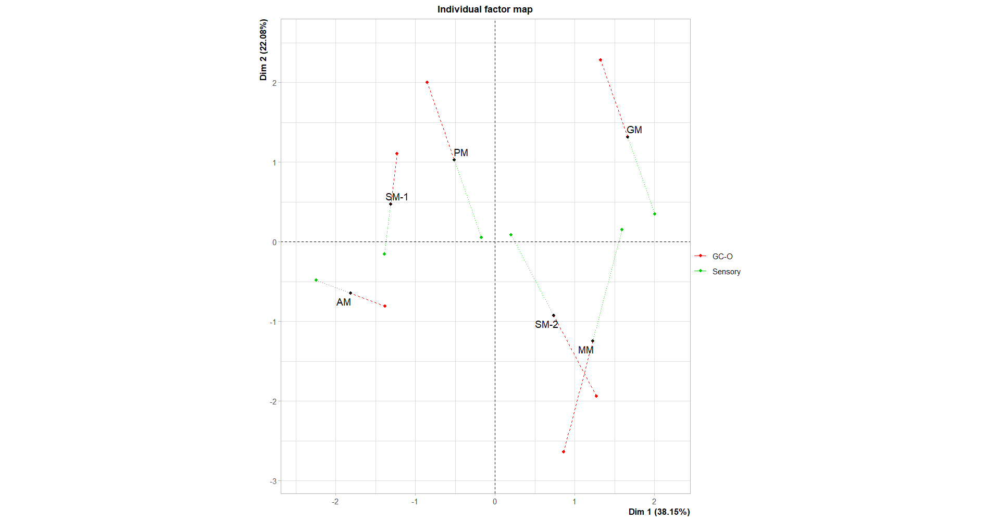 Individual factor map
Dim 2 (22.08%)
2
1
0
-1
-2
-3
GM
PM
SM-1
AM
SM-2
MM
GC-O
Sensory
-2
-1
0
1
2
Dim 1 (38.15%)